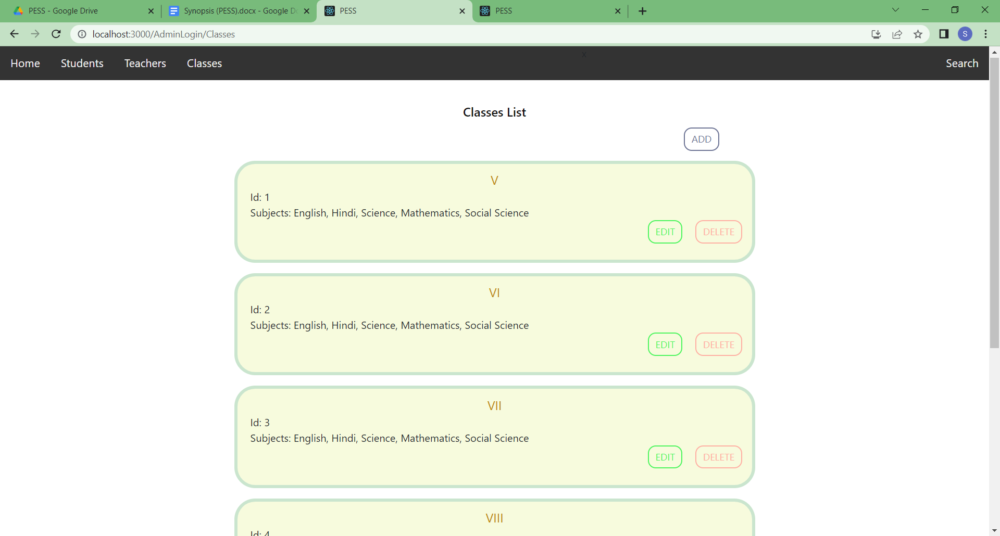 PESS - Google Drive
Synopsis (PESS).docx - Google Do
PESS
PESS
localhost:3000/AdminLogin/Classes
S
x
Home Students Teachers Classes Search
Classes List
ADD
V
Id: 1
Subjects: English, Hindi, Science, Mathematics, Social Science
EDIT DELETE
VI
Id: 2
Subjects: English, Hindi, Science, Mathematics, Social Science
EDIT DELETE
VII
Id: 3
Subjects: English, Hindi, Science, Mathematics, Social Science
EDIT DELETE
VIII
Id: 4